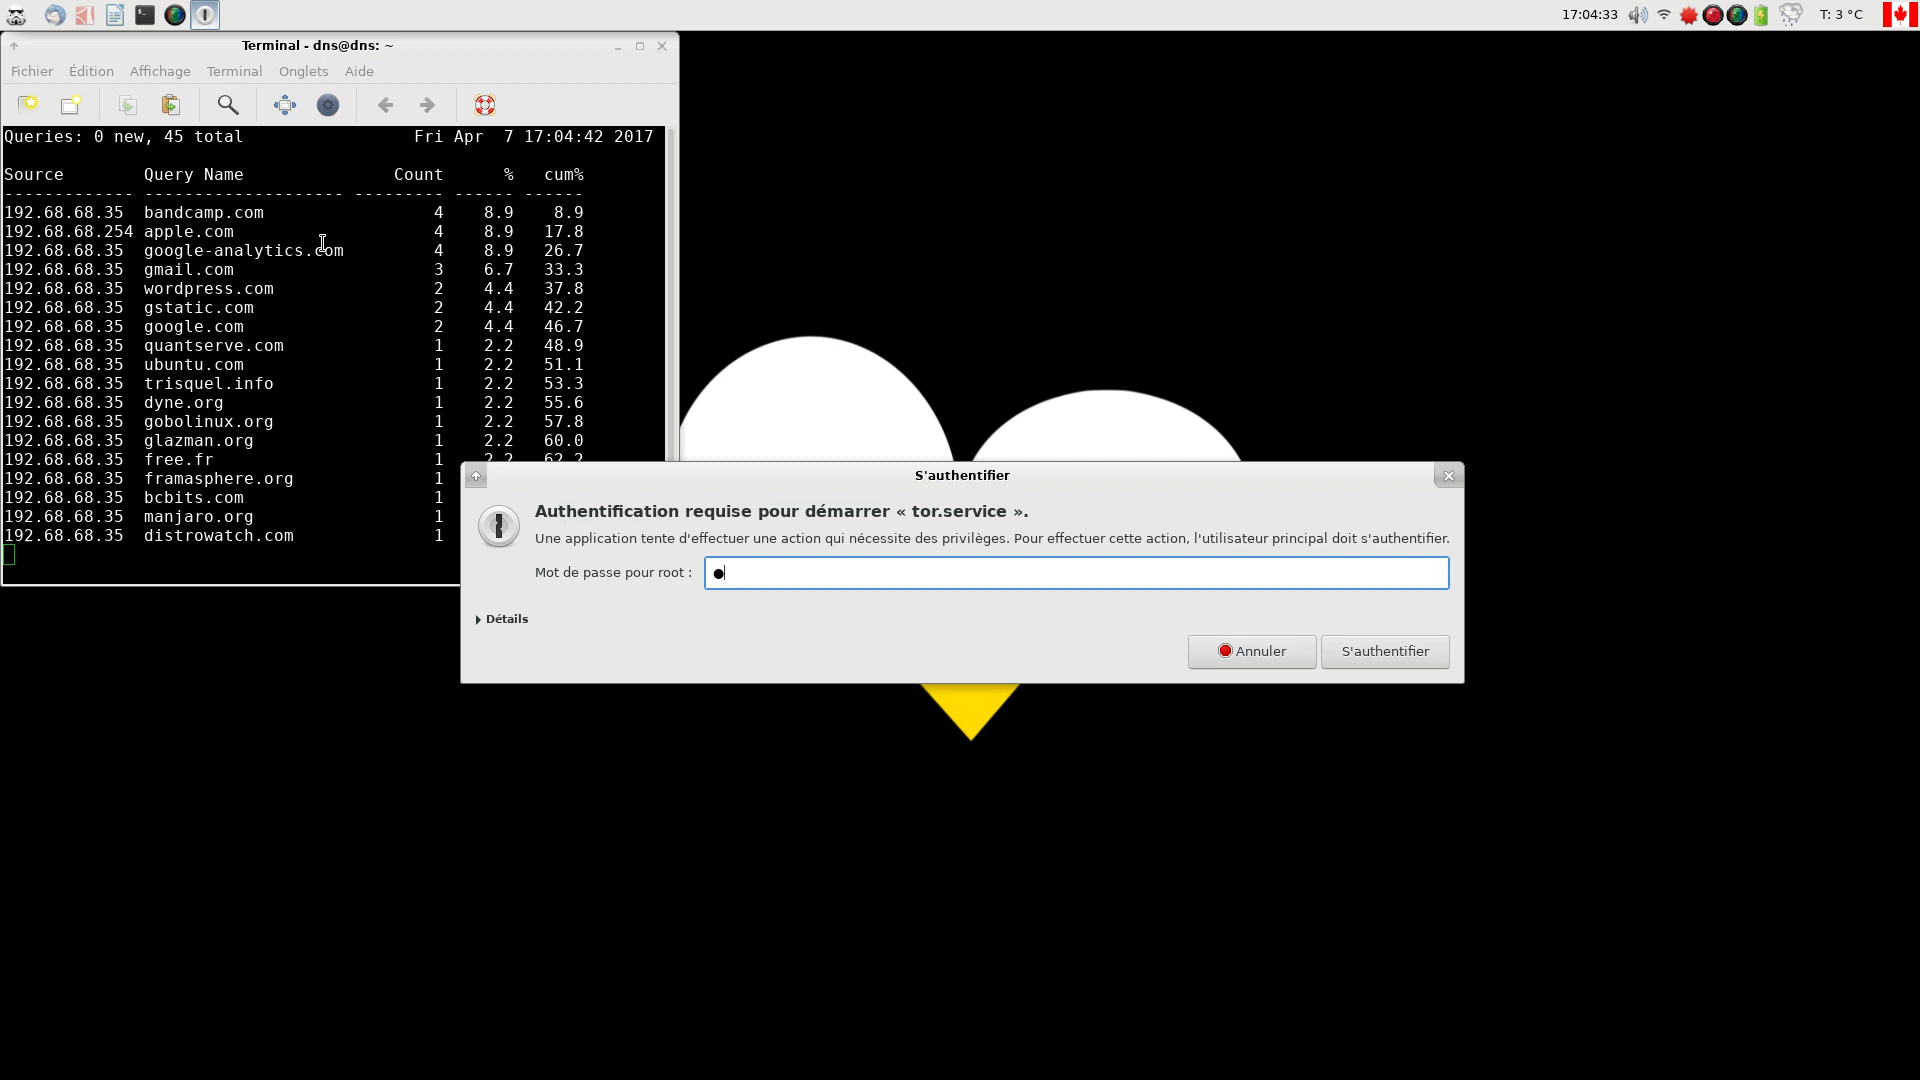 17:04:33 T: 3 °C
Terminal - dns@dns: ~
Fichier Édition Affichage Terminal Onglets Aide
Queries: 0 new, 45 total Fri Apr 7 17:04:42 2017
Source Query Name Count % cum%
------------- -------------------- --------- ------ ------
192.68.68.35 bandcamp.com 4 8.9 8.9
192.68.68.254 apple.com 4 8.9 17.8
192.68.68.35 google-analytics.com 4 8.9 26.7
192.68.68.35 gmail.com 3 6.7 33.3
192.68.68.35 wordpress.com 2 4.4 37.8
192.68.68.35 gstatic.com 2 4.4 42.2
192.68.68.35 google.com 2 4.4 46.7
192.68.68.35 quantserve.com 1 2.2 48.9
192.68.68.35 ubuntu.com 1 2.2 51.1
192.68.68.35 trisquel.info 1 2.2 53.3
192.68.68.35 dyne.org 1 2.2 55.6
192.68.68.35 gobolinux.org 1 2.2 57.8
192.68.68.35 glazman.org 1 2.2 60.0
192.68.68.35 free.fr 1 2.2 62.2
192.68.68.35 framasphere.org 1
192.68.68.35 bcbits.com 1
192.68.68.35 manjaro.org 1
192.68.68.35 distrowatch.com 1
S'authentifier
Authentification requise pour démarrer « tor.service ».
Une application tente d'effectuer une action qui nécessite des privilèges. Pour effectuer cette action, l'utilisateur principal doit s'authentifier.
Mot de passe pour root : ●
Détails
Annuler S'authentifier